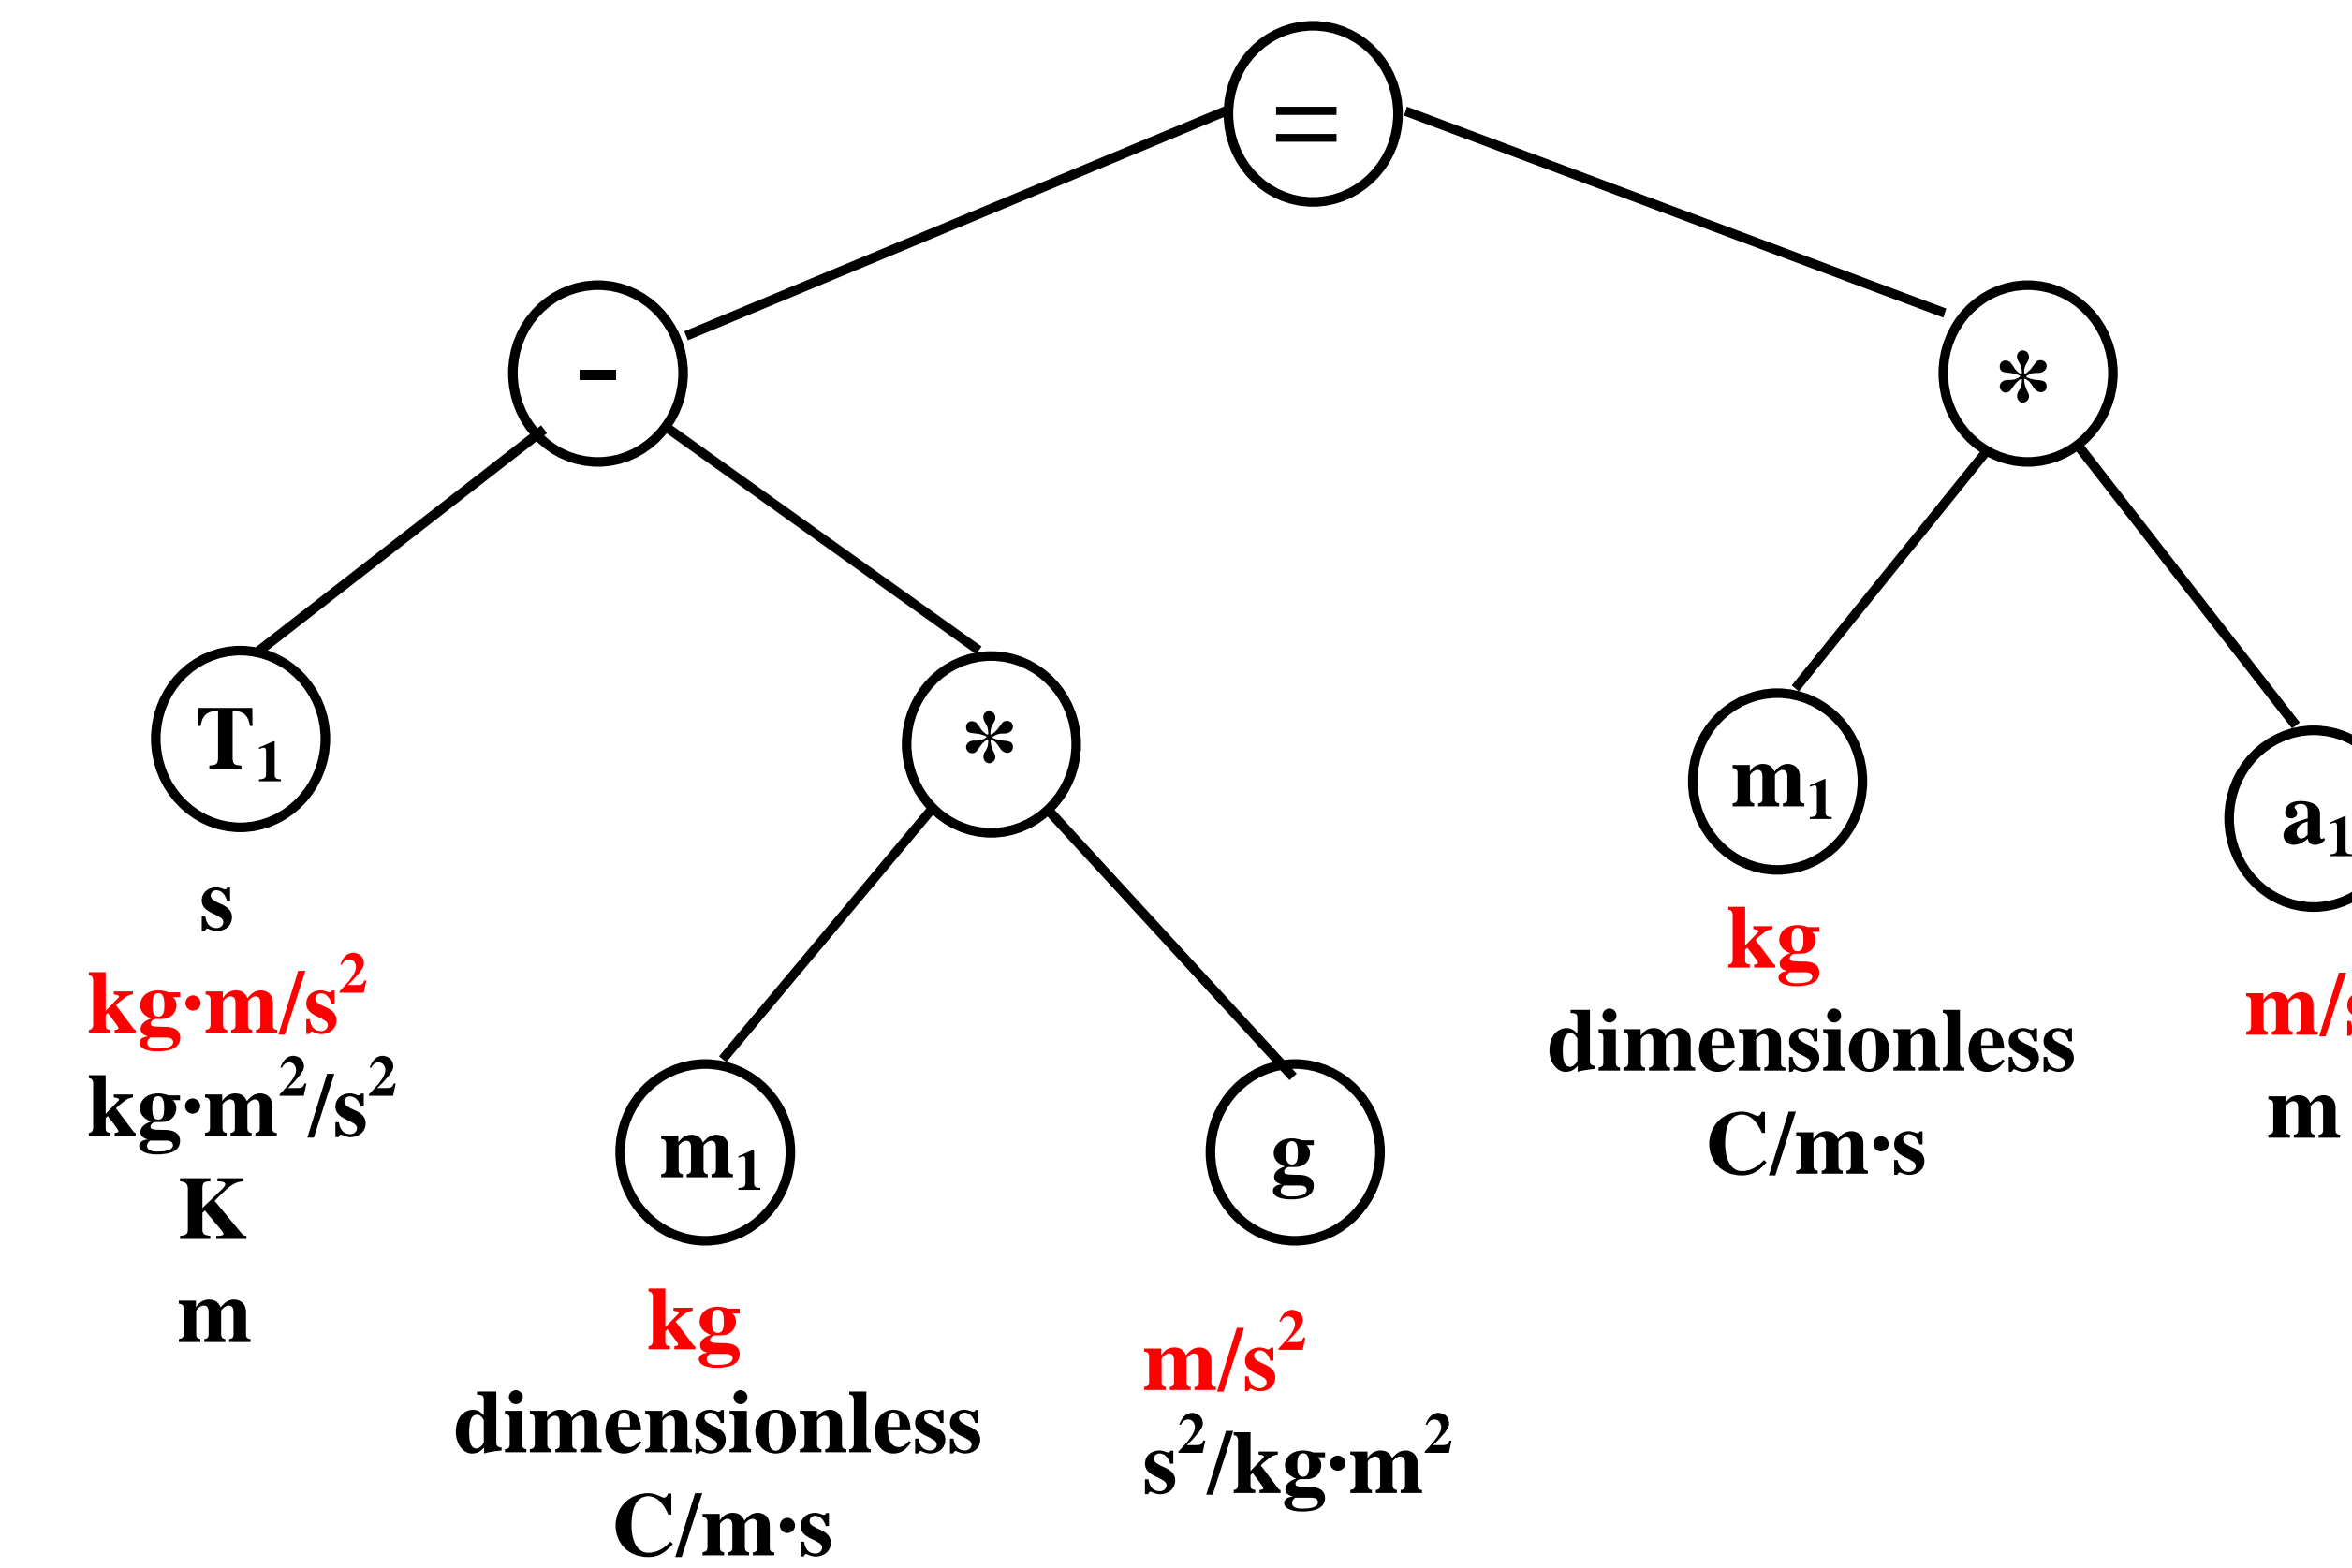 =
-
*
T₁
*
m₁
a₁
s
kg·m/s²
kg·m²/s²
K
m
m₁
g
kg
dimensionless
C/m·s
m/s²
s²/kg·m²
kg
dimensionless
C/m·s
m/s
m